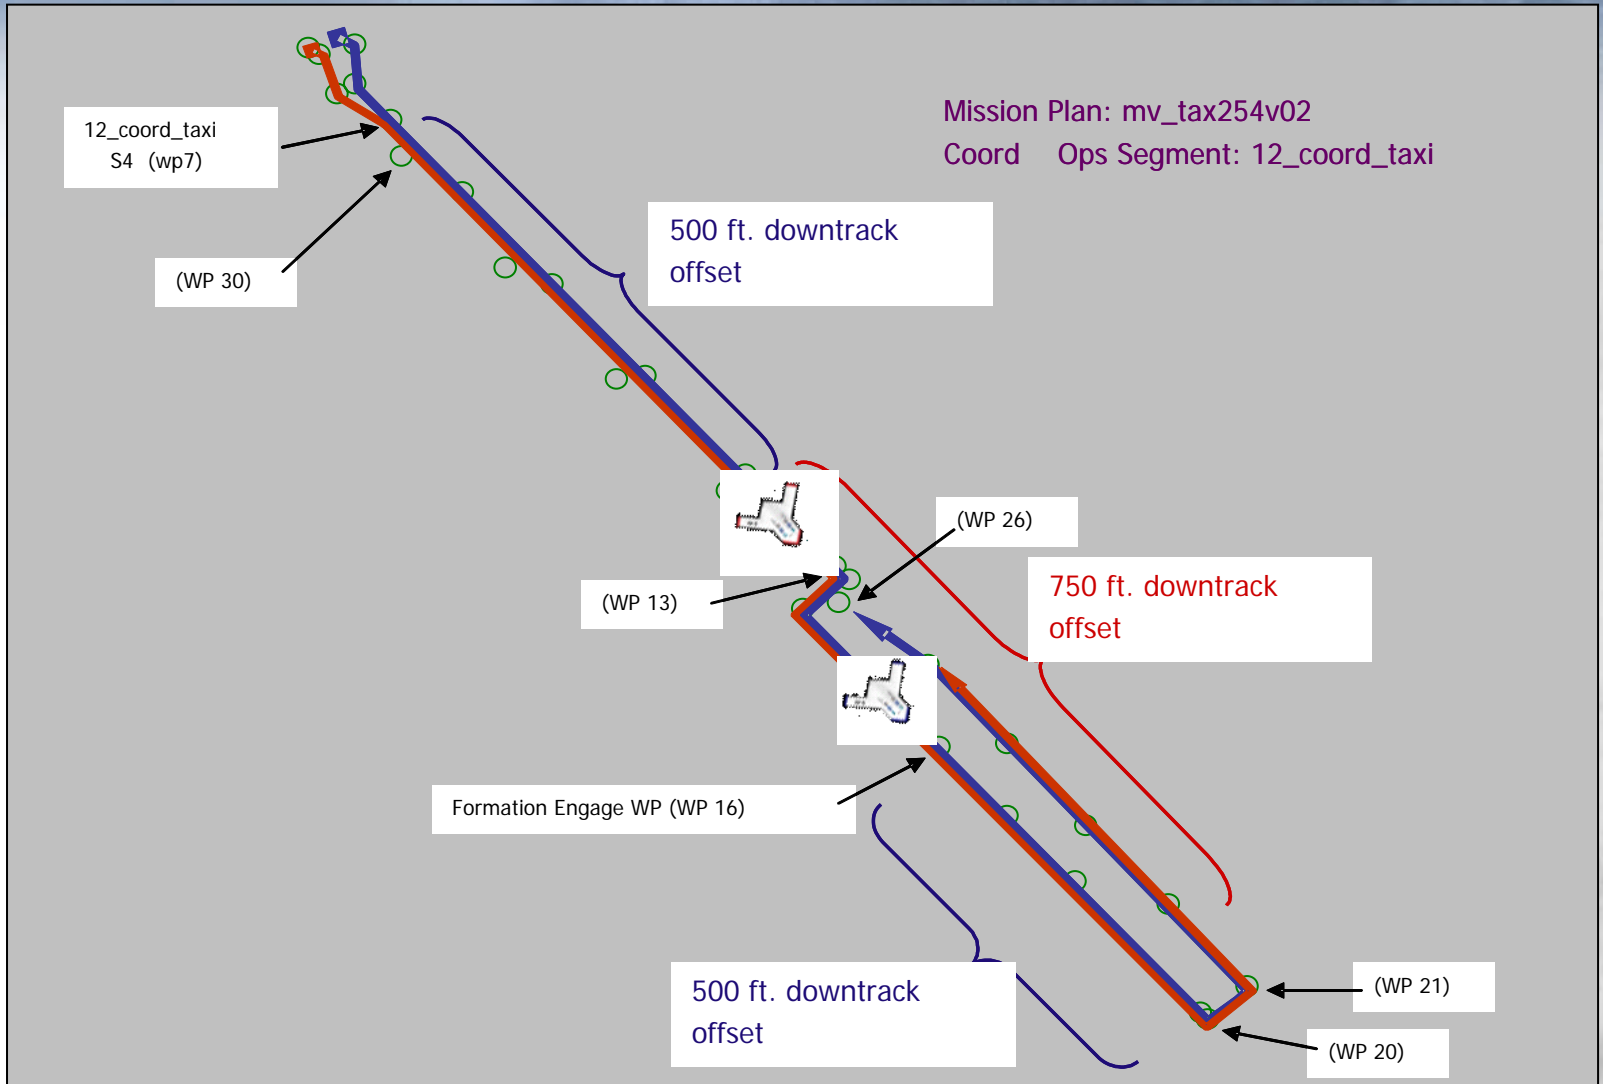 Mission Plan: mv_tax254v02
Coord Ops Segment: 12_coord_taxi
12_coord_taxi
S4 (wp7)
500 ft. downtrack
offset
(WP 30)
(WP 26)
750 ft. downtrack
offset
(WP 13)
Formation Engage WP (WP 16)
500 ft. downtrack
offset
(WP 21)
(WP 20)